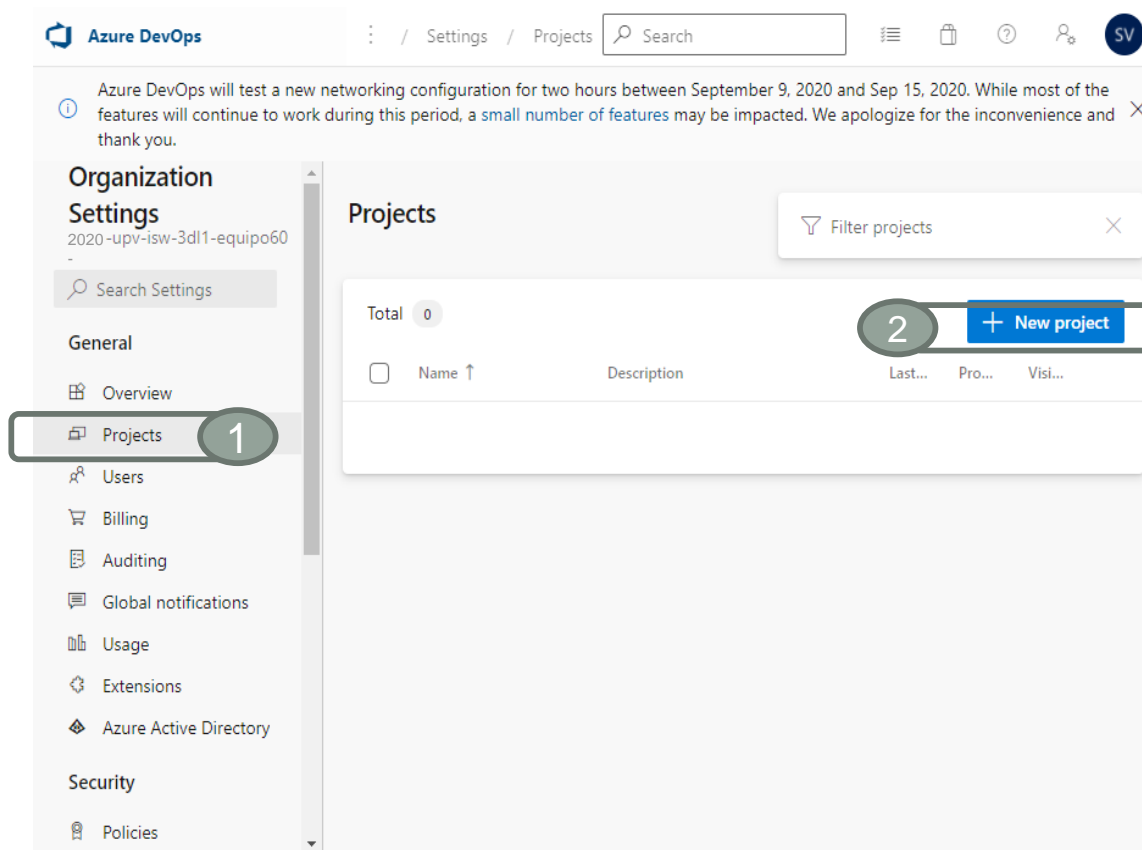 Azure DevOps
/ Settings / Projects
Search
SV
Azure DevOps will test a new networking configuration for two hours between September 9, 2020 and Sep 15, 2020. While most of the
features will continue to work during this period, a small number of features may be impacted. We apologize for the inconvenience and
thank you.
Organization
Settings
2020-upv-isw-3dl1-equipo60
-
Search Settings
General
Overview
Projects
1
Users
Billing
Auditing
Global notifications
Usage
Extensions
Azure Active Directory
Security
Policies
Projects
Filter projects
Total 0
2
+ New project
Name ↑ Description Last... Pro... Visi...